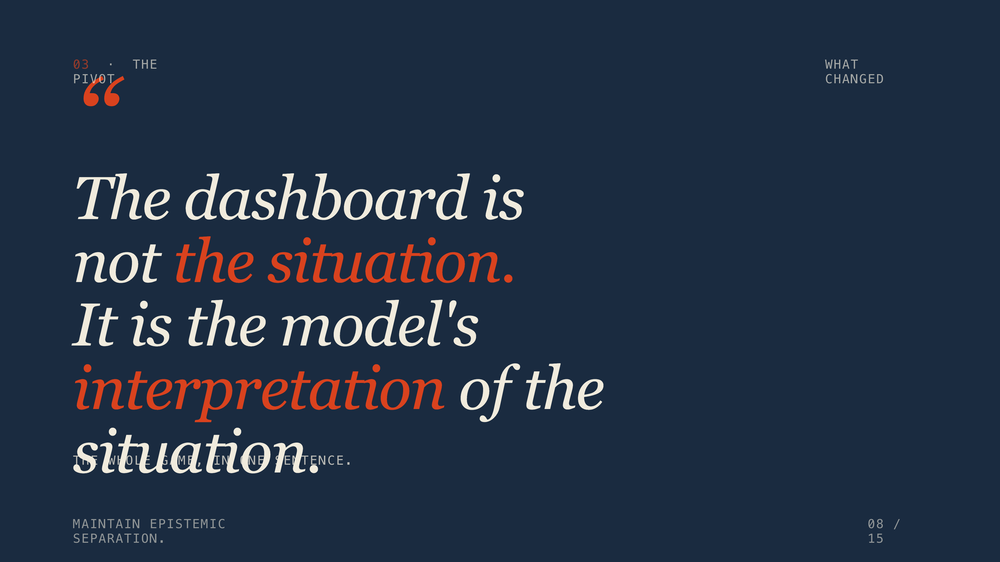 03 · THE
PIVOT
WHAT
CHANGED
“
The dashboard is
not the situation.
It is the model's
interpretation of the
situation.
THE WHOLE GAME, IN ONE SENTENCE.
MAINTAIN EPISTEMIC
SEPARATION.
08 /
15